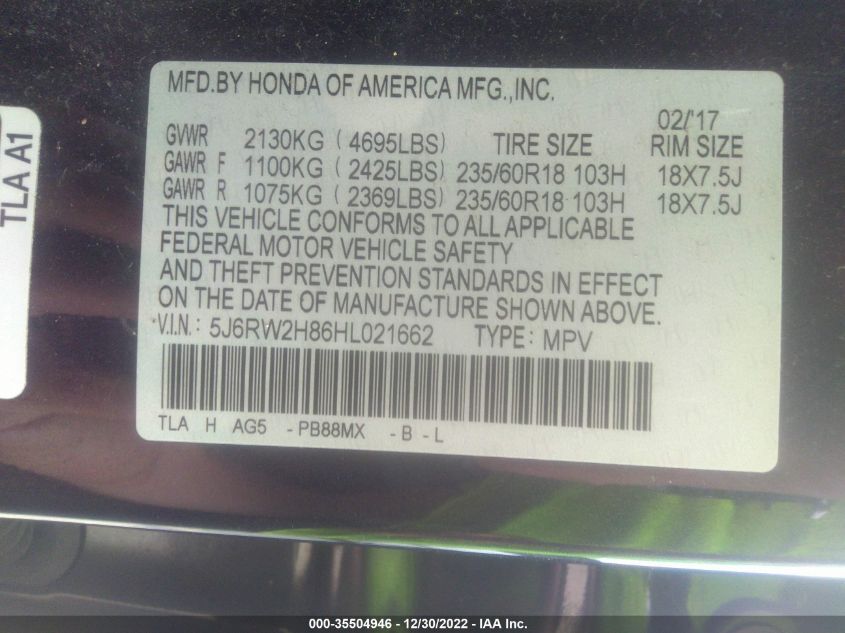 MFD.BY HONDA OF AMERICA MFG.,INC.
02/'17
GVWR 2130KG ( 4695LBS) TIRE SIZE RIM SIZE
GAWR F 1100KG ( 2425LBS) 235/60R18 103H 18X7.5J
GAWR R 1075KG ( 2369LBS) 235/60R18 103H 18X7.5J
THIS VEHICLE CONFORMS TO ALL APPLICABLE
FEDERAL MOTOR VEHICLE SAFETY
AND THEFT PREVENTION STANDARDS IN EFFECT
ON THE DATE OF MANUFACTURE SHOWN ABOVE.
V.I.N: 5J6RW2H86HL021662 TYPE: MPV
TLA H AG5 -PB88MX -B-L
TLA A1
000-35504946 - 12/30/2022 - IAA Inc.